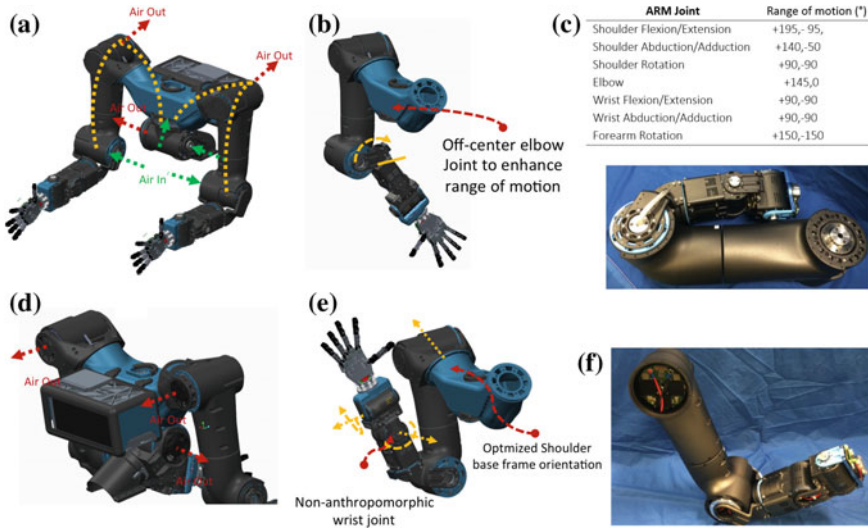 (a)
Air Out
Air Out
Air Out
Air In
(b)
Off-center elbow
Joint to enhance
range of motion
(c)
ARM Joint Range of motion (°)
Shoulder Flexion/Extension +195,- 95,
Shoulder Abduction/Adduction +140,-50
Shoulder Rotation +90,-90
Elbow +145,0
Wrist Flexion/Extension +90,-90
Wrist Abduction/Adduction +90,-90
Forearm Rotation +150,-150
(d)
Air Out
Air Out
Air Out
(e)
Optmized Shoulder
base frame orientation
Non-anthropomorphic
wrist joint
(f)